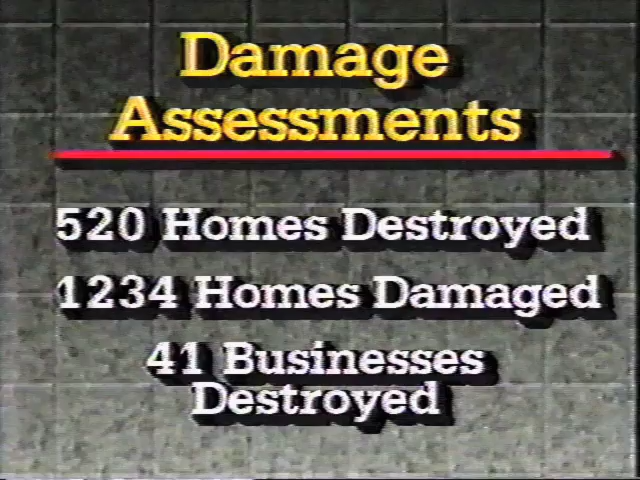 Damage
Assessments
520 Homes Destroyed
1234 Homes Damaged
41 Businesses
Destroyed